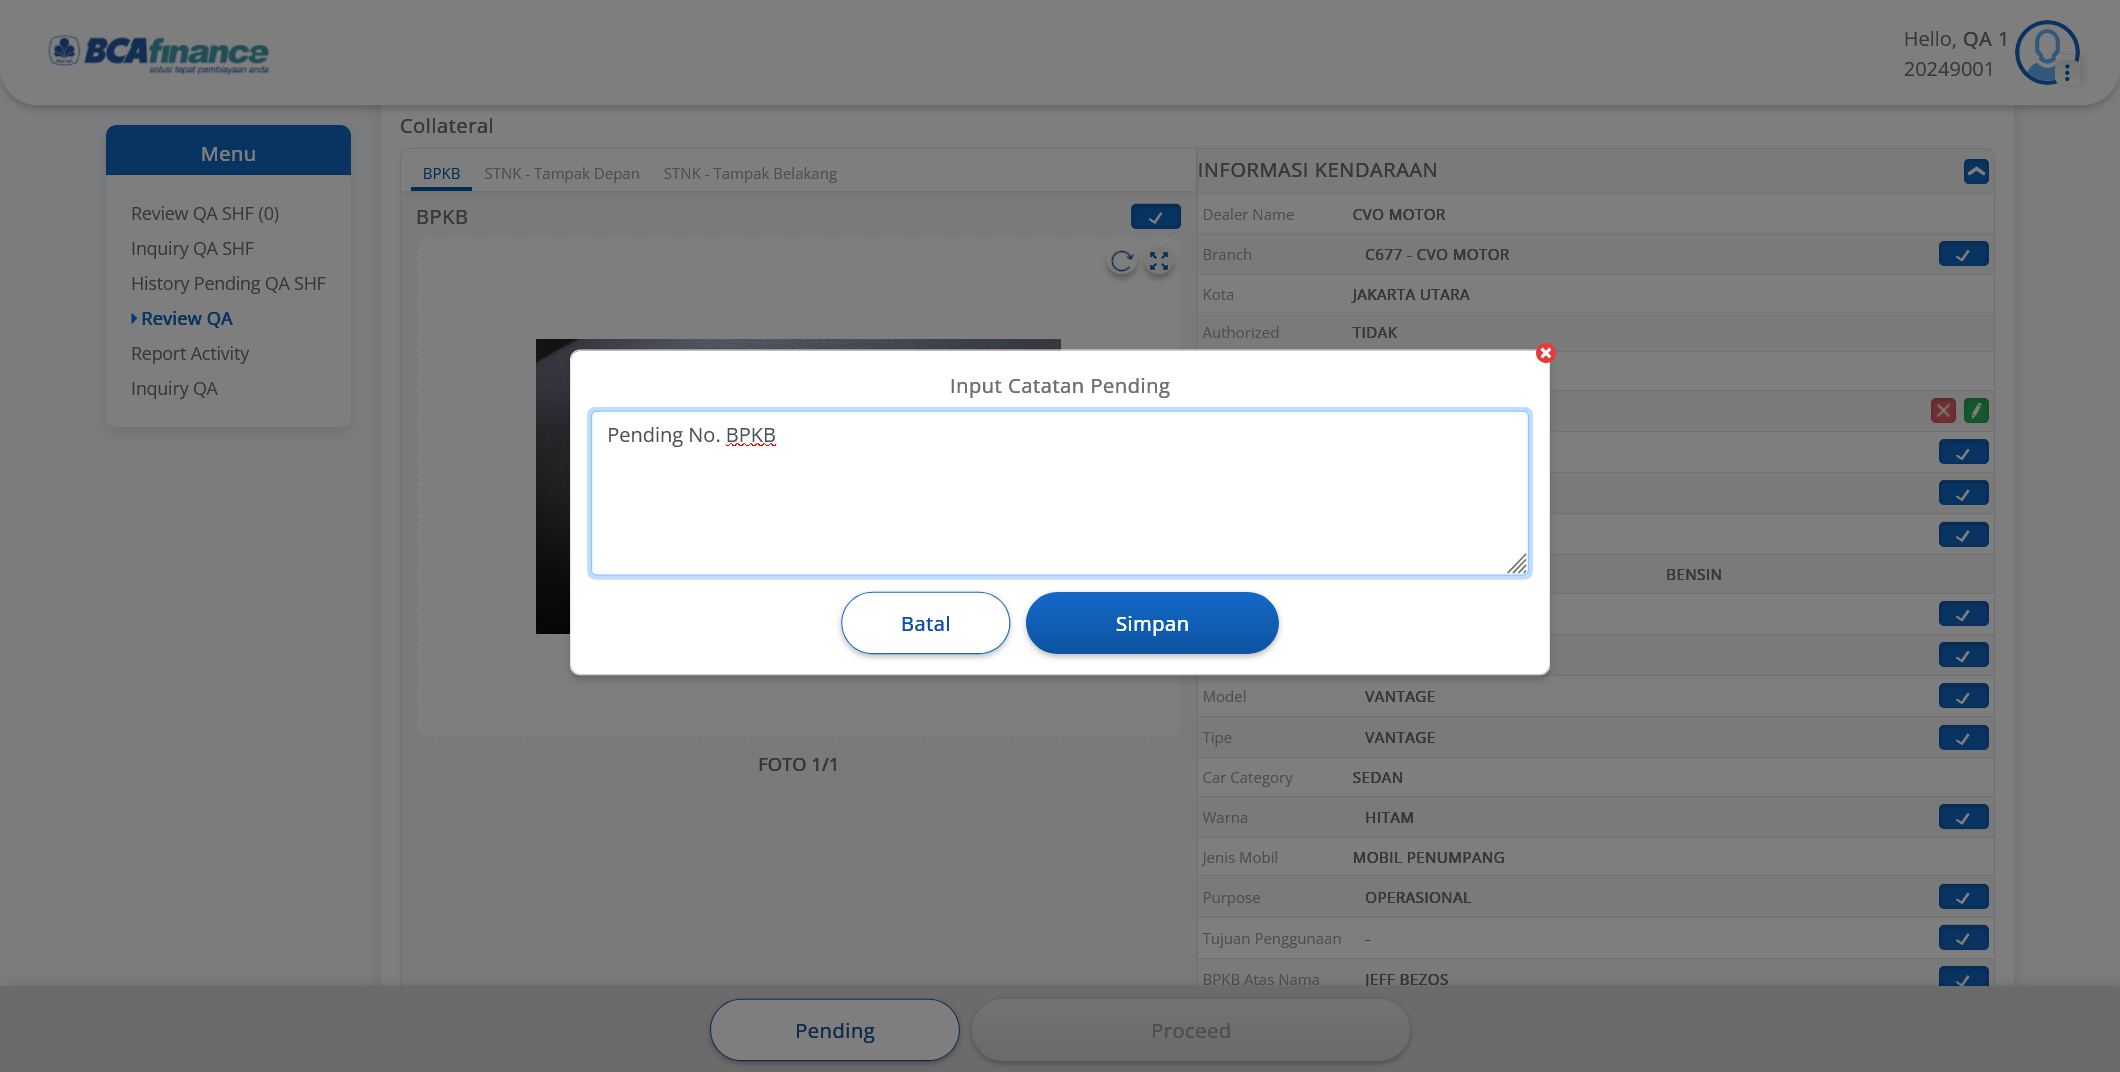 BCAfinance
solusi tepat pembiayaan anda
Hello, QA 1
20249001
Menu
Review QA SHF (0)
Inquiry QA SHF
History Pending QA SHF
Review QA
Report Activity
Inquiry QA
Collateral
BPKB
STNK - Tampak Depan
STNK - Tampak Belakang
BPKB
FOTO 1/1
INFORMASI KENDARAAN
Dealer Name CVO MOTOR
Branch C677 - CVO MOTOR
Kota JAKARTA UTARA
Authorized TIDAK
BENSIN
Model VANTAGE
Tipe VANTAGE
Car Category SEDAN
Warna HITAM
Jenis Mobil MOBIL PENUMPANG
Purpose OPERASIONAL
Tujuan Penggunaan -
BPKB Atas Nama JEFF BEZOS
Input Catatan Pending
Pending No. BPKB
Batal
Simpan
Pending
Proceed